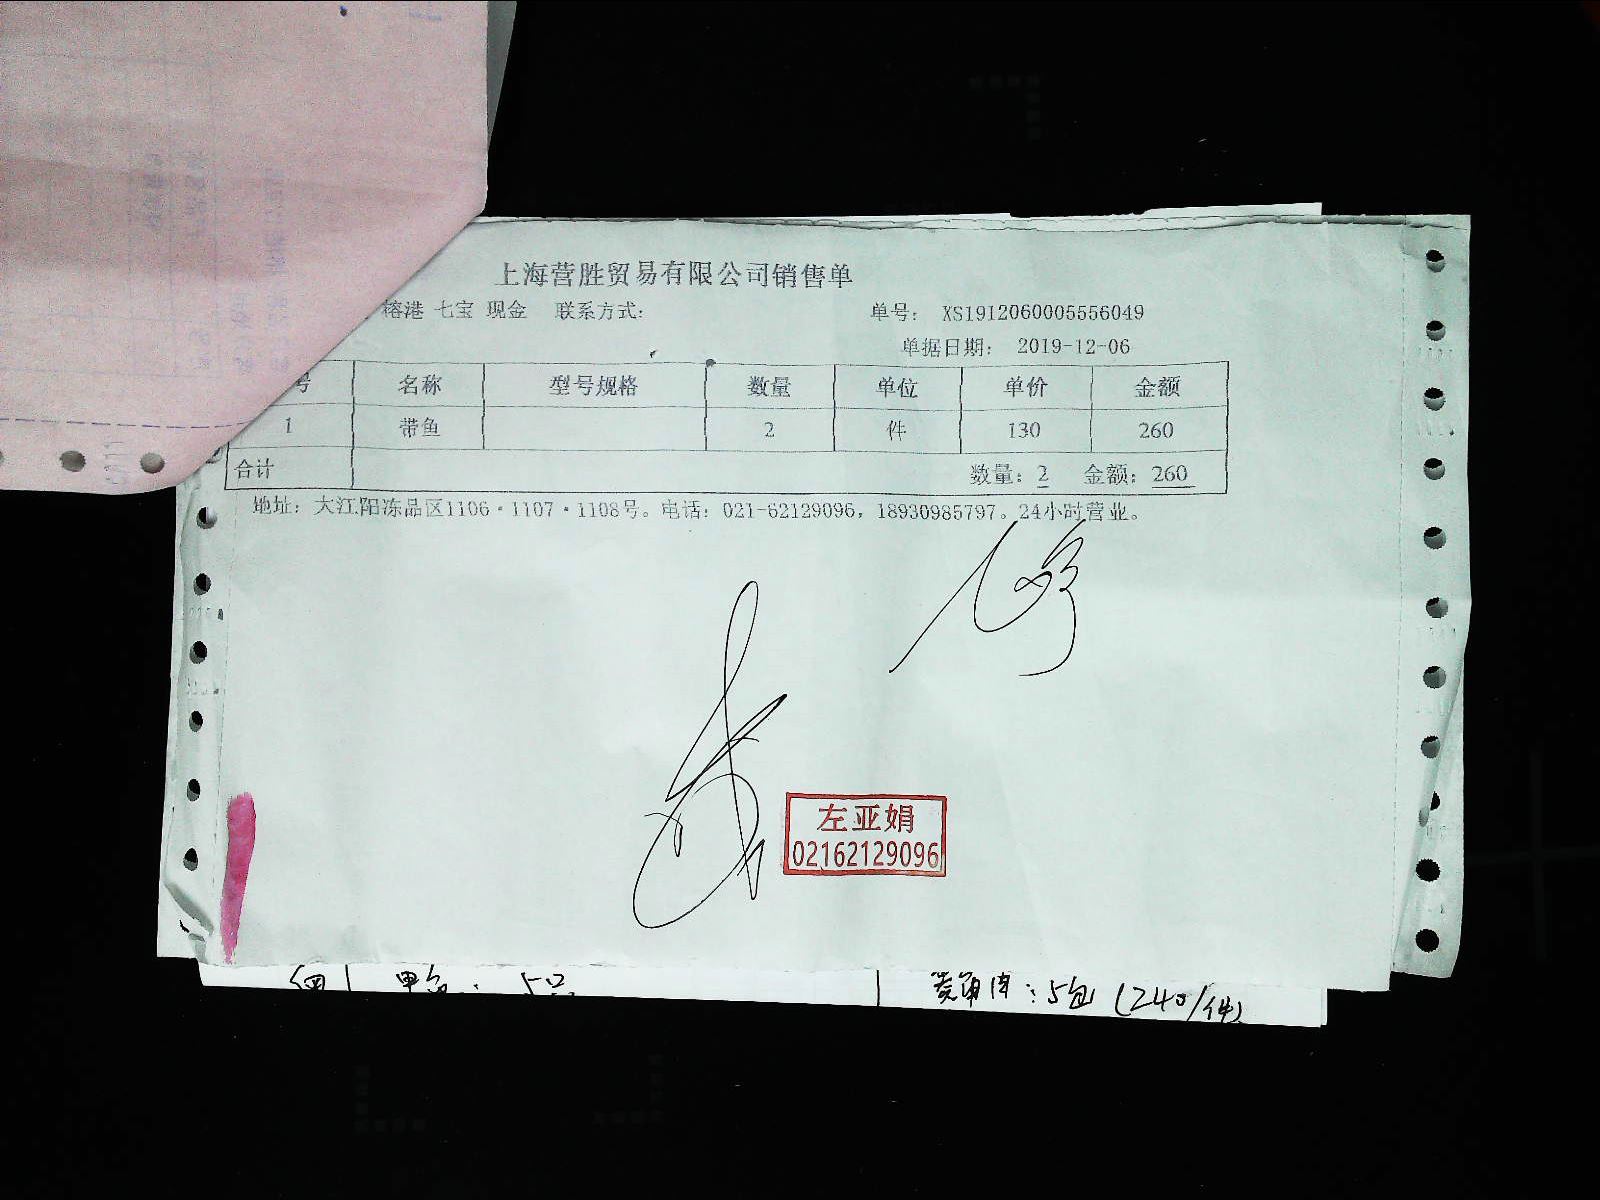 上海营胜贸易有限公司销售单
榕港 七宝 现金 联系方式: 单号: XS1912060005556049
单据日期: 2019-12-06
号 名称 型号规格 数量 单位 单价 金额
1 带鱼 2 件 130 260
合计 数量: 2 金额: 260
地址: 大江阳冻品区1106·1107·1108号。电话: 021-62129096, 18930985797。24小时营业。
左亚娟
02162129096
:5包 (240/件)